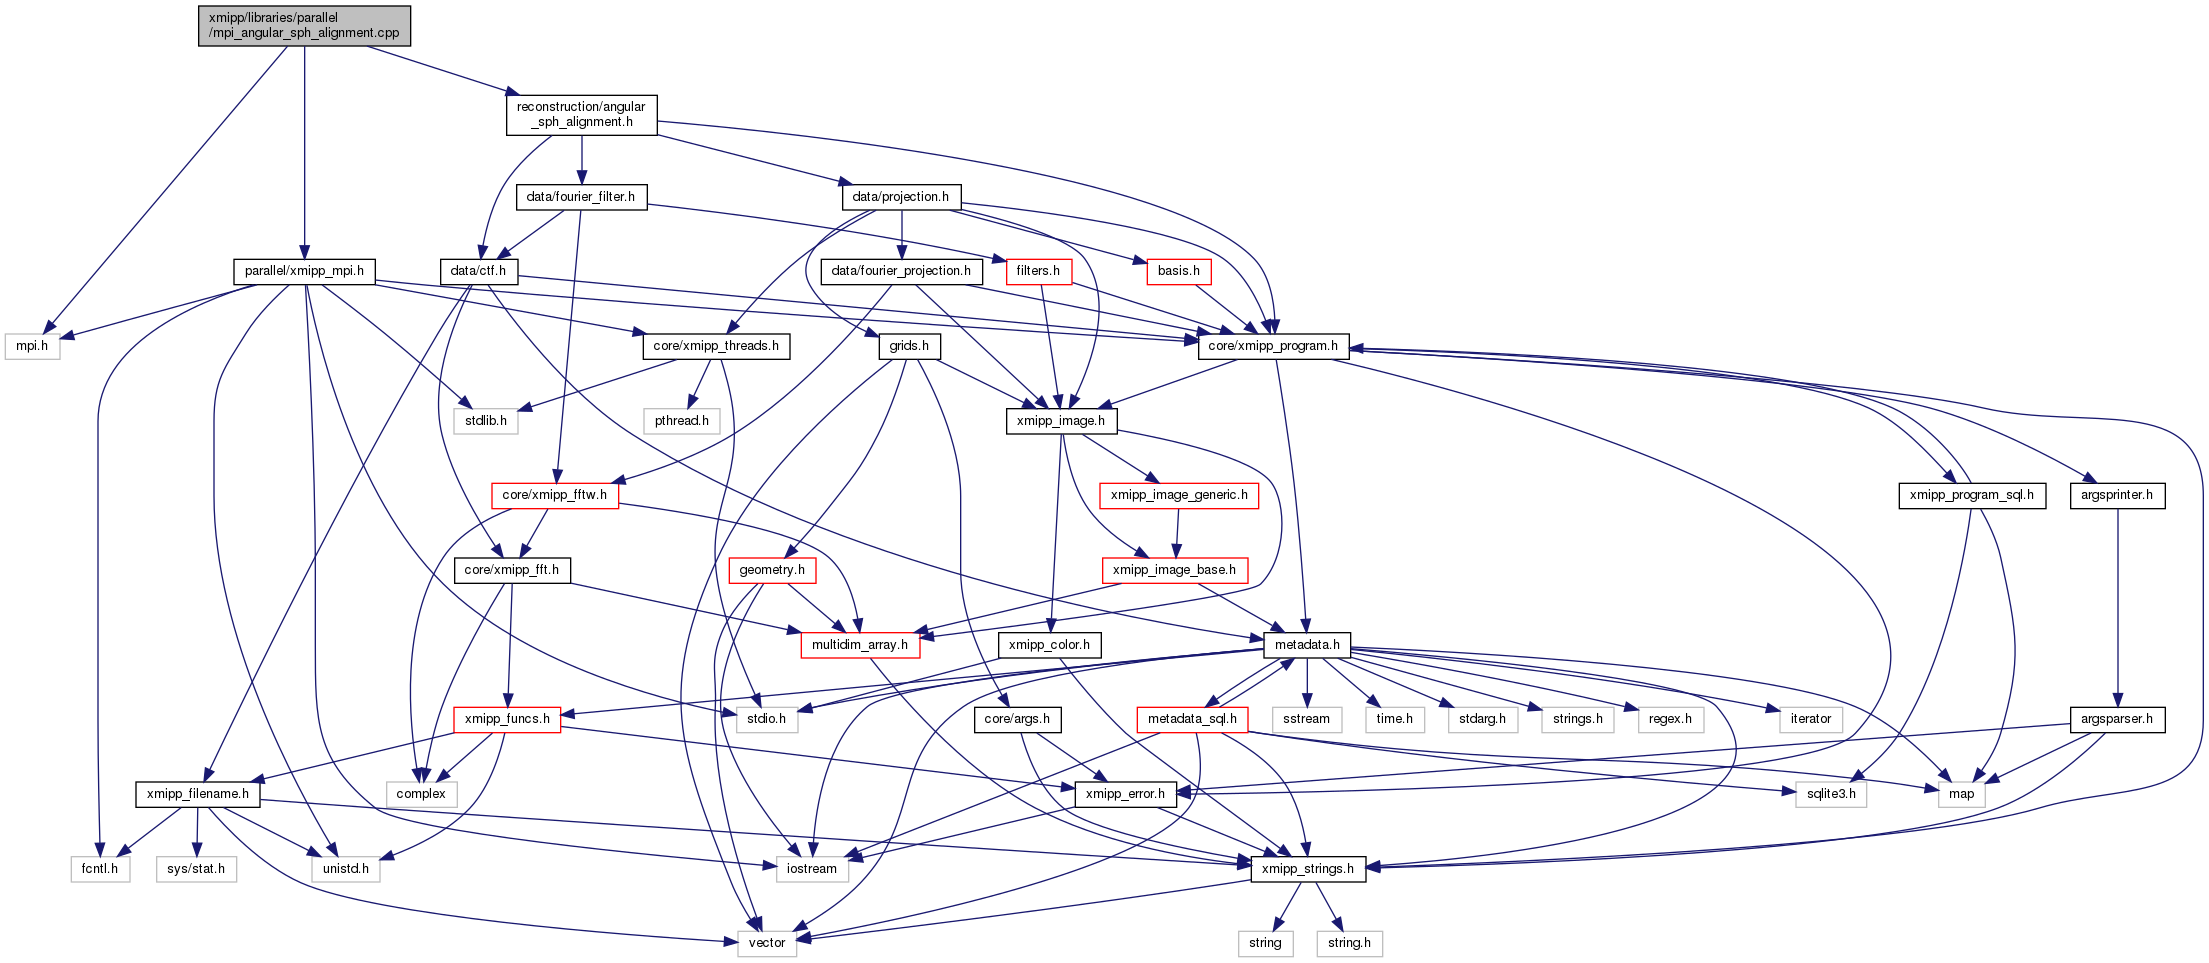 xmipp/libraries/parallel
/mpi_angular_sph_alignment.cpp
reconstruction/angular
_sph_alignment.h
data/fourier_filter.h
data/projection.h
parallel/xmipp_mpi.h
data/ctf.h
data/fourier_projection.h
filters.h
basis.h
mpi.h
core/xmipp_threads.h
grids.h
core/xmipp_program.h
stdlib.h
pthread.h
xmipp_image.h
core/xmipp_fftw.h
xmipp_image_generic.h
xmipp_program_sql.h
argsprinter.h
core/xmipp_fft.h
geometry.h
xmipp_image_base.h
multidim_array.h
xmipp_color.h
metadata.h
xmipp_funcs.h
stdio.h
core/args.h
metadata_sql.h
sstream
time.h
stdarg.h
strings.h
regex.h
iterator
argsparser.h
xmipp_filename.h
complex
xmipp_error.h
sqlite3.h
map
fcntl.h
sys/stat.h
unistd.h
iostream
xmipp_strings.h
vector
string
string.h